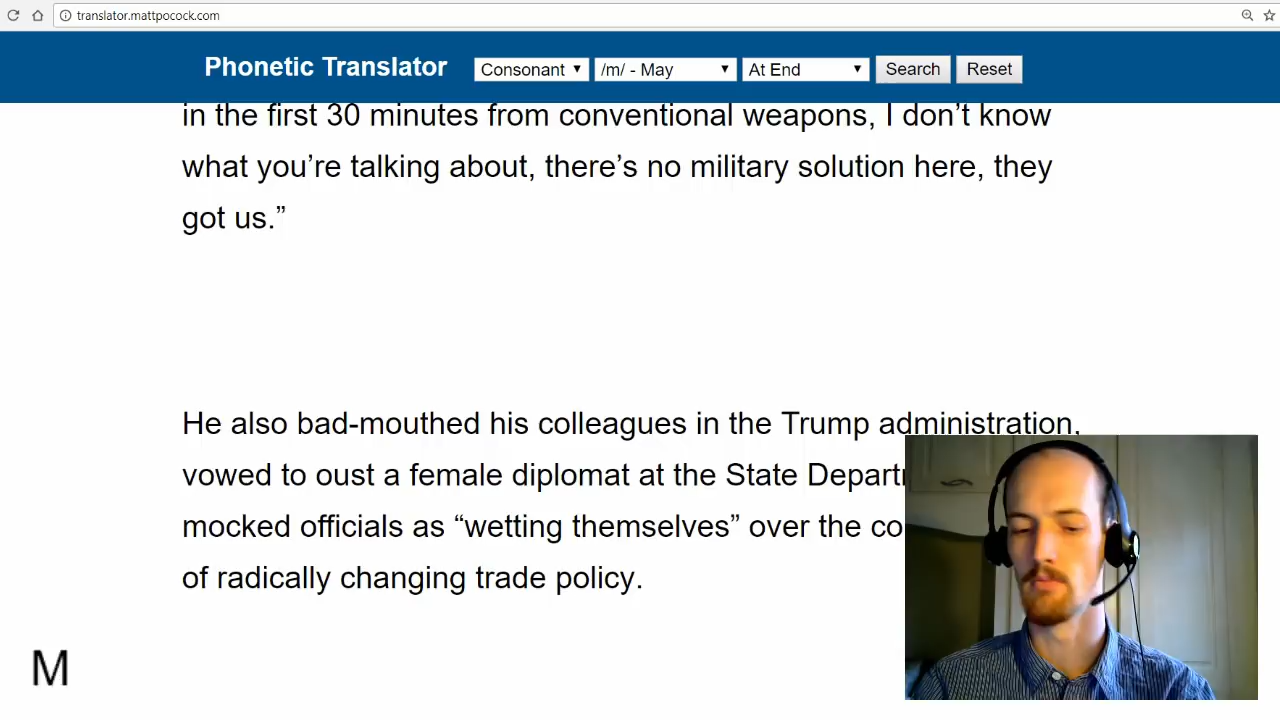 translator.mattpocock.com
Phonetic Translator Consonant /m/ - May At End Search Reset
in the first 30 minutes from conventional weapons, I don’t know
what you’re talking about, there’s no military solution here, they
got us.”
He also bad-mouthed his colleagues in the Trump administration,
vowed to oust a female diplomat at the State
mocked officials as “wetting themselves” over the
of radically changing trade policy.
M